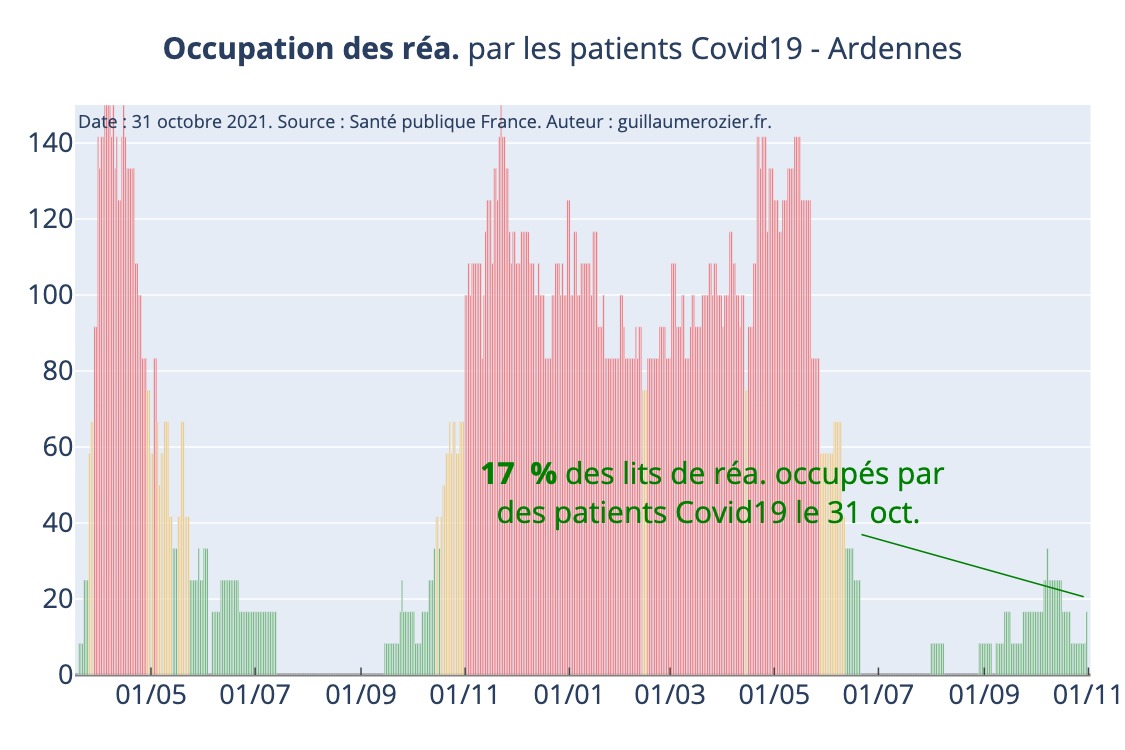 Occupation des réa. par les patients Covid19 - Ardennes
Date : 31 octobre 2021. Source : Santé publique France. Auteur : guillaumerozier.fr.
140
120
100
80
60
17 % des lits de réa. occupés par
des patients Covid19 le 31 oct.
40
20
0
01/05 01/07 01/09 01/11 01/01 01/03 01/05 01/07 01/09 01/11